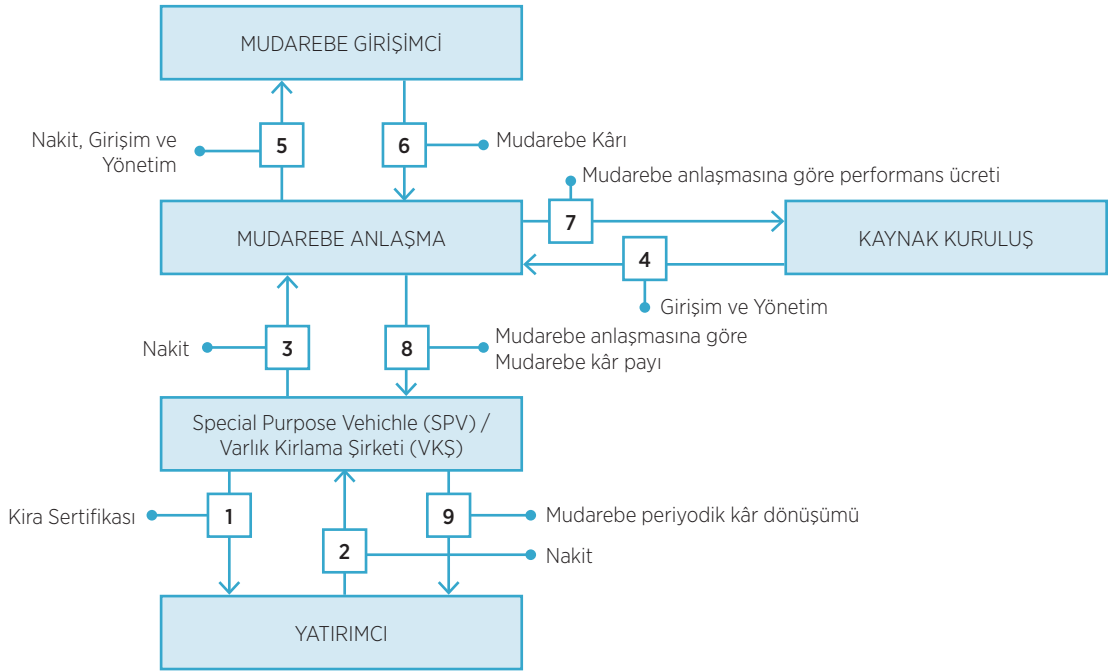 MUDAREBE GİRİŞİMCİ
Nakit, Girişim ve
Yönetim
5
6
Mudarebe Kârı
Mudarebe anlaşmasına göre performans ücreti
7
MUDAREBE ANLAŞMA
KAYNAK KURULUŞ
4
Girişim ve Yönetim
Nakit
3
8
Mudarebe anlaşmasına göre
Mudarebe kâr payı
Special Purpose Vehichle (SPV) /
Varlık Kirlama Şirketi (VKŞ)
Kira Sertifikası
1
9
Mudarebe periyodik kâr dönüşümü
2
Nakit
YATIRIMCI